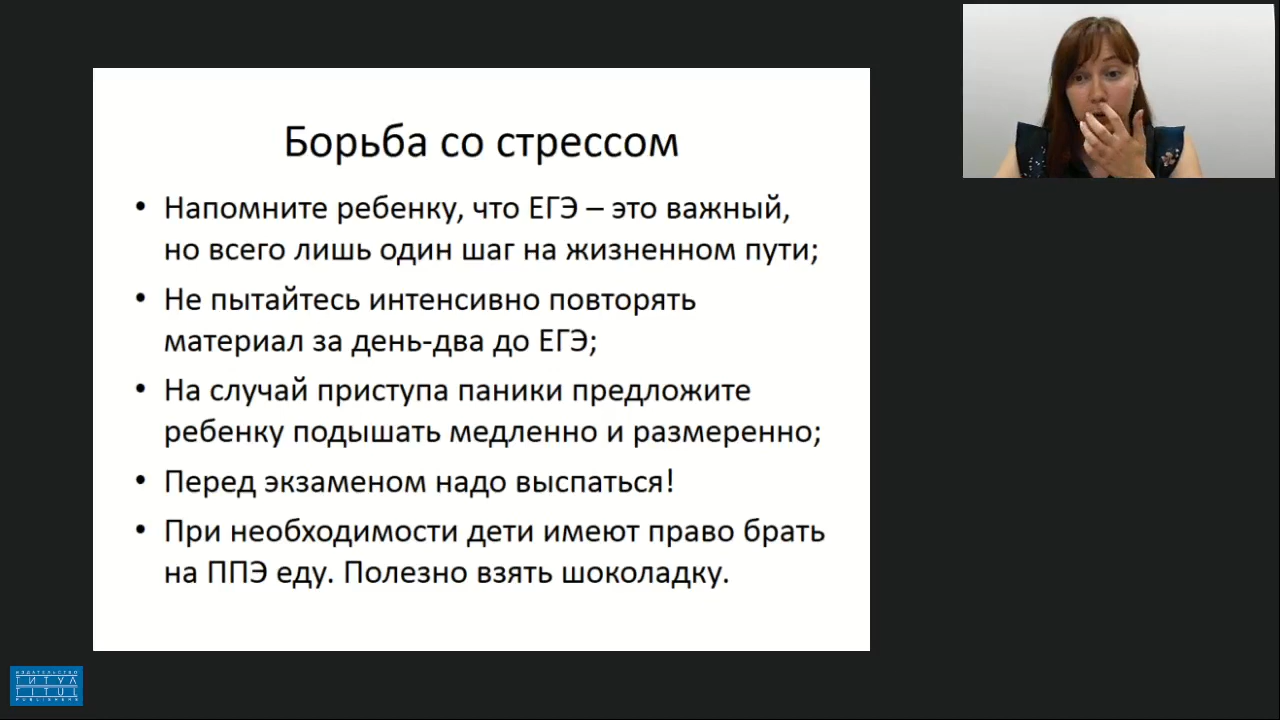 Борьба со стрессом
• Напомните ребенку, что ЕГЭ – это важный,
но всего лишь один шаг на жизненном пути;
• Не пытайтесь интенсивно повторять
материал за день-два до ЕГЭ;
• На случай приступа паники предложите
ребенку подышать медленно и размеренно;
• Перед экзаменом надо выспаться!
• При необходимости дети имеют право брать
на ППЭ еду. Полезно взять шоколадку.
ИЗДАТЕЛЬСТВО
ТИТУЛ
TITUL
PUBLISHERS